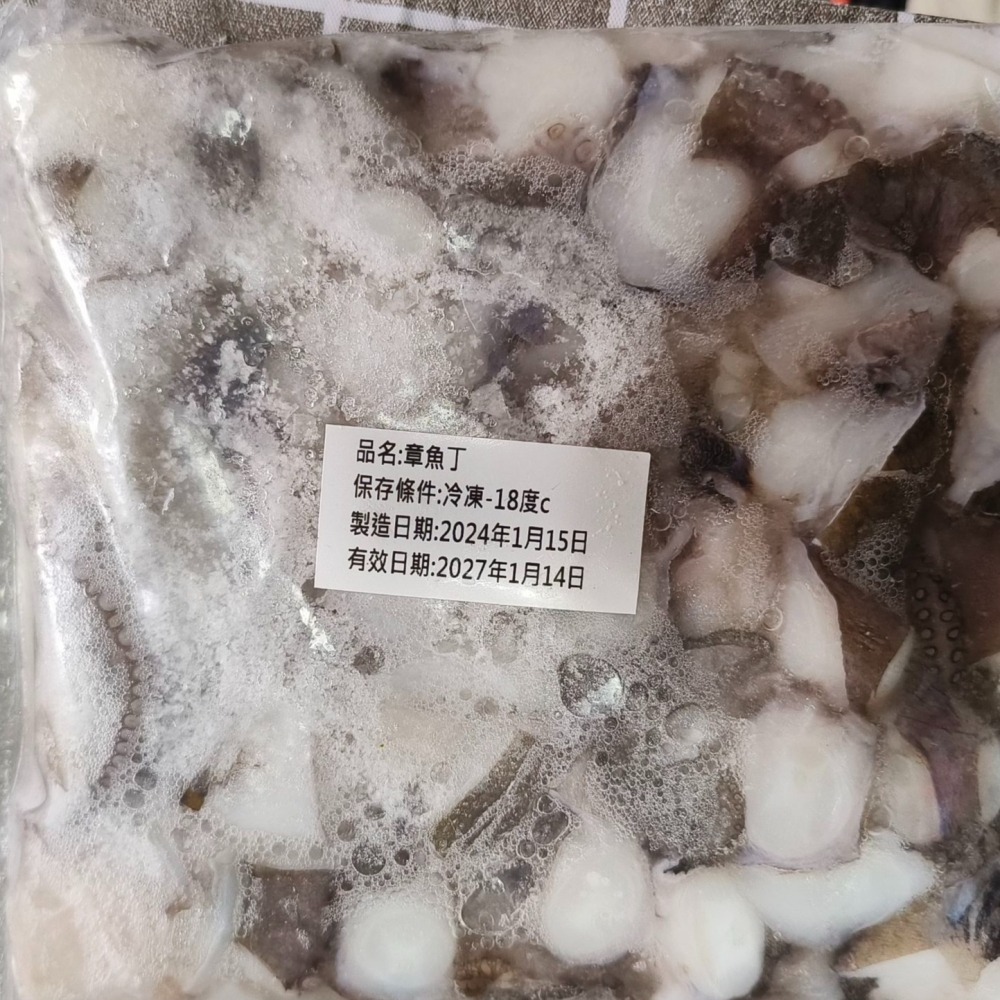 品名:章魚丁
保存條件:冷凍-18度c
製造日期:2024年1月15日
有效日期:2027年1月14日